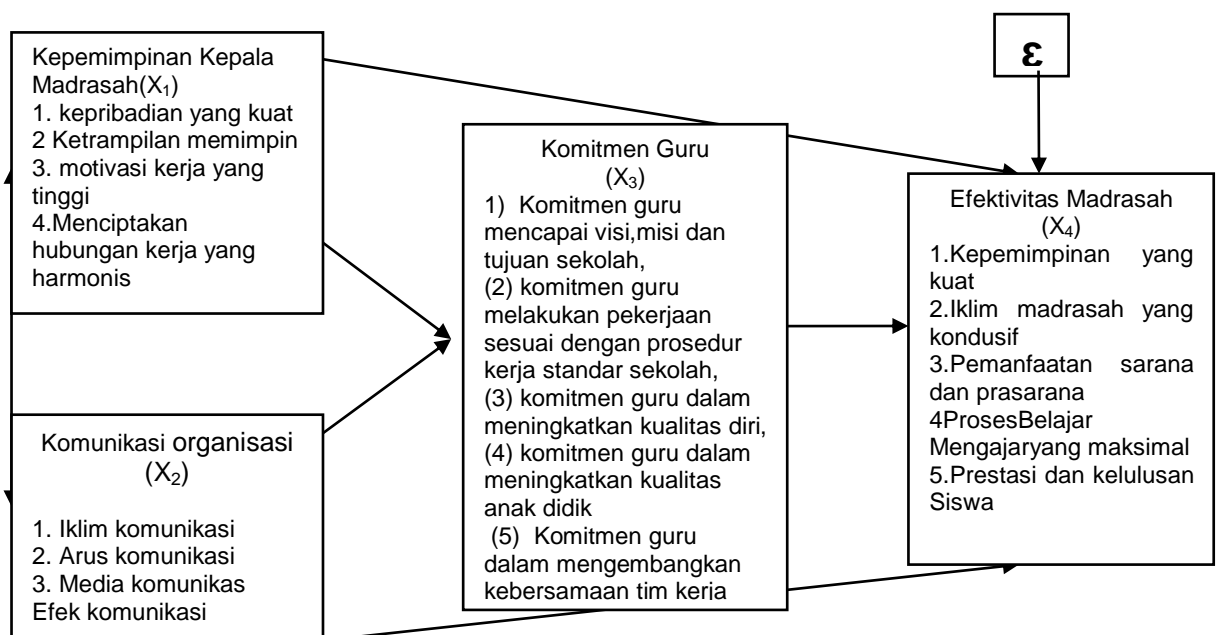 Kepemimpinan Kepala
Madrasah(X₁)
1. kepribadian yang kuat
2 Ketrampilan memimpin
3. motivasi kerja yang
tinggi
4.Menciptakan
hubungan kerja yang
harmonis
Komunikasi organisasi
(X₂)
1. Iklim komunikasi
2. Arus komunikasi
3. Media komunikas
Efek komunikasi
Komitmen Guru
(X₃)
1) Komitmen guru
mencapai visi,misi dan
tujuan sekolah,
(2) komitmen guru
melakukan pekerjaan
sesuai dengan prosedur
kerja standar sekolah,
(3) komitmen guru dalam
meningkatkan kualitas diri,
(4) komitmen guru dalam
meningkatkan kualitas
anak didik
(5) Komitmen guru
dalam mengembangkan
kebersamaan tim kerja
ε
Efektivitas Madrasah
(X₄)
1.Kepemimpinan yang
kuat
2.Iklim madrasah yang
kondusif
3.Pemanfaatan sarana
dan prasarana
4ProsesBelajar
Mengajaryang maksimal
5.Prestasi dan kelulusan
Siswa